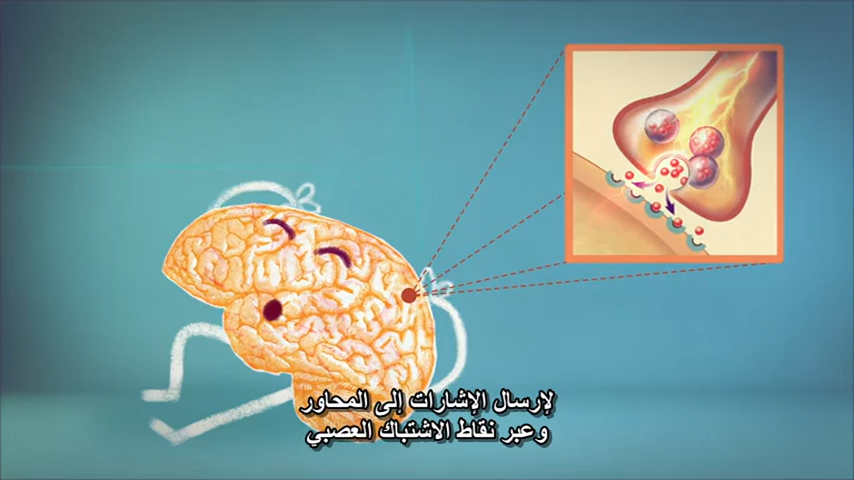 لإرسال الإشارات إلى المحاور
وعبر نقاط الاشتباك العصبي